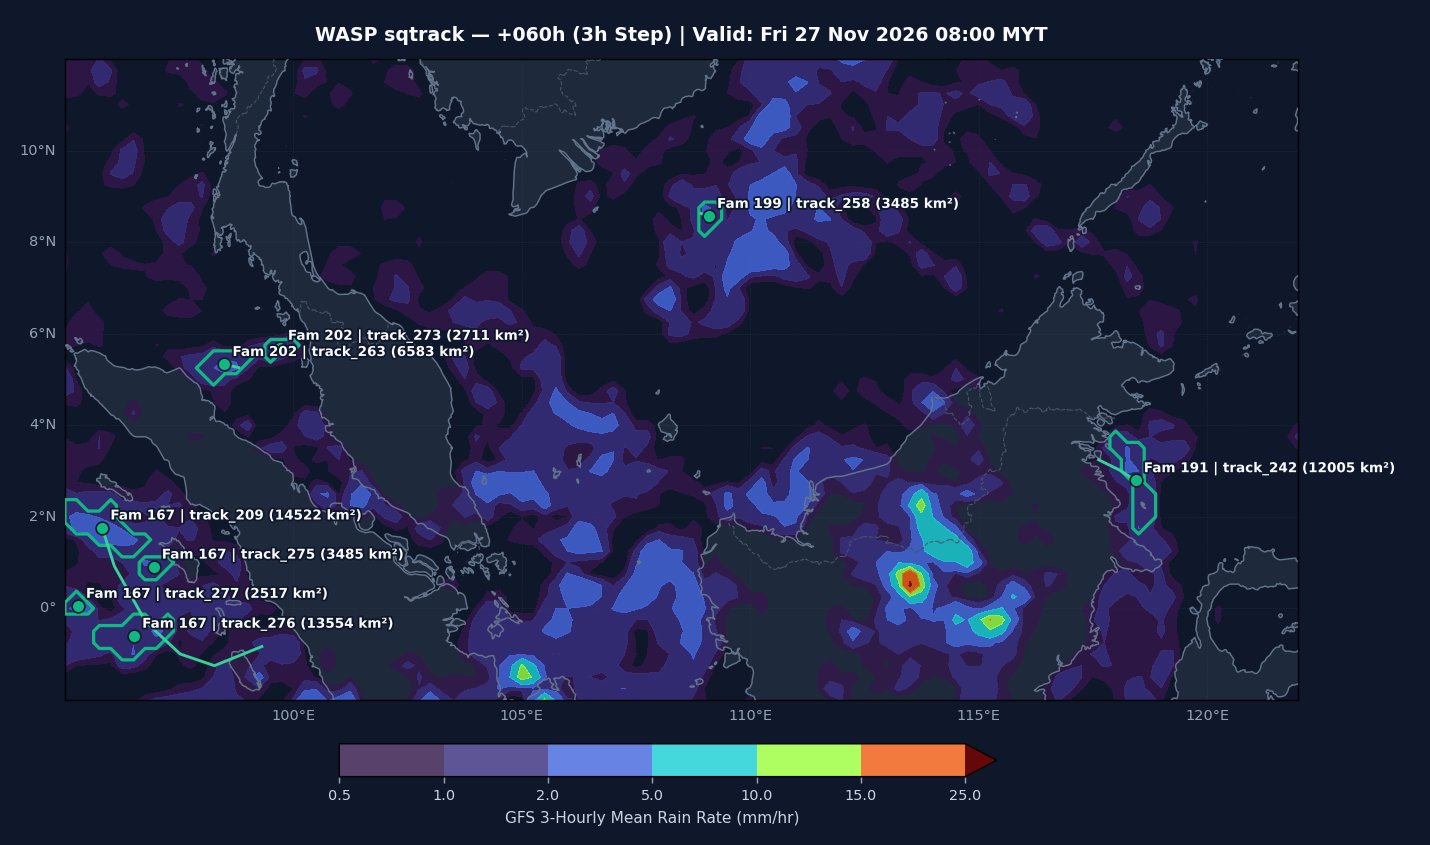 WASP sqtrack — +060h (3h Step) | Valid: Fri 27 Nov 2026 08:00 MYT
10°N
8°N
6°N
4°N
2°N
0°
Fam 199 | track_258 (3485 km²)
Fam 202 | track_273 (2711 km²)
Fam 202 | track_263 (6583 km²)
Fam 191 | track_242 (12005 km²)
Fam 167 | track_209 (14522 km²)
Fam 167 | track_275 (3485 km²)
Fam 167 | track_277 (2517 km²)
Fam 167 | track_276 (13554 km²)
100°E 105°E 110°E 115°E 120°E
0.5 1.0 2.0 5.0 10.0 15.0 25.0
GFS 3-Hourly Mean Rain Rate (mm/hr)